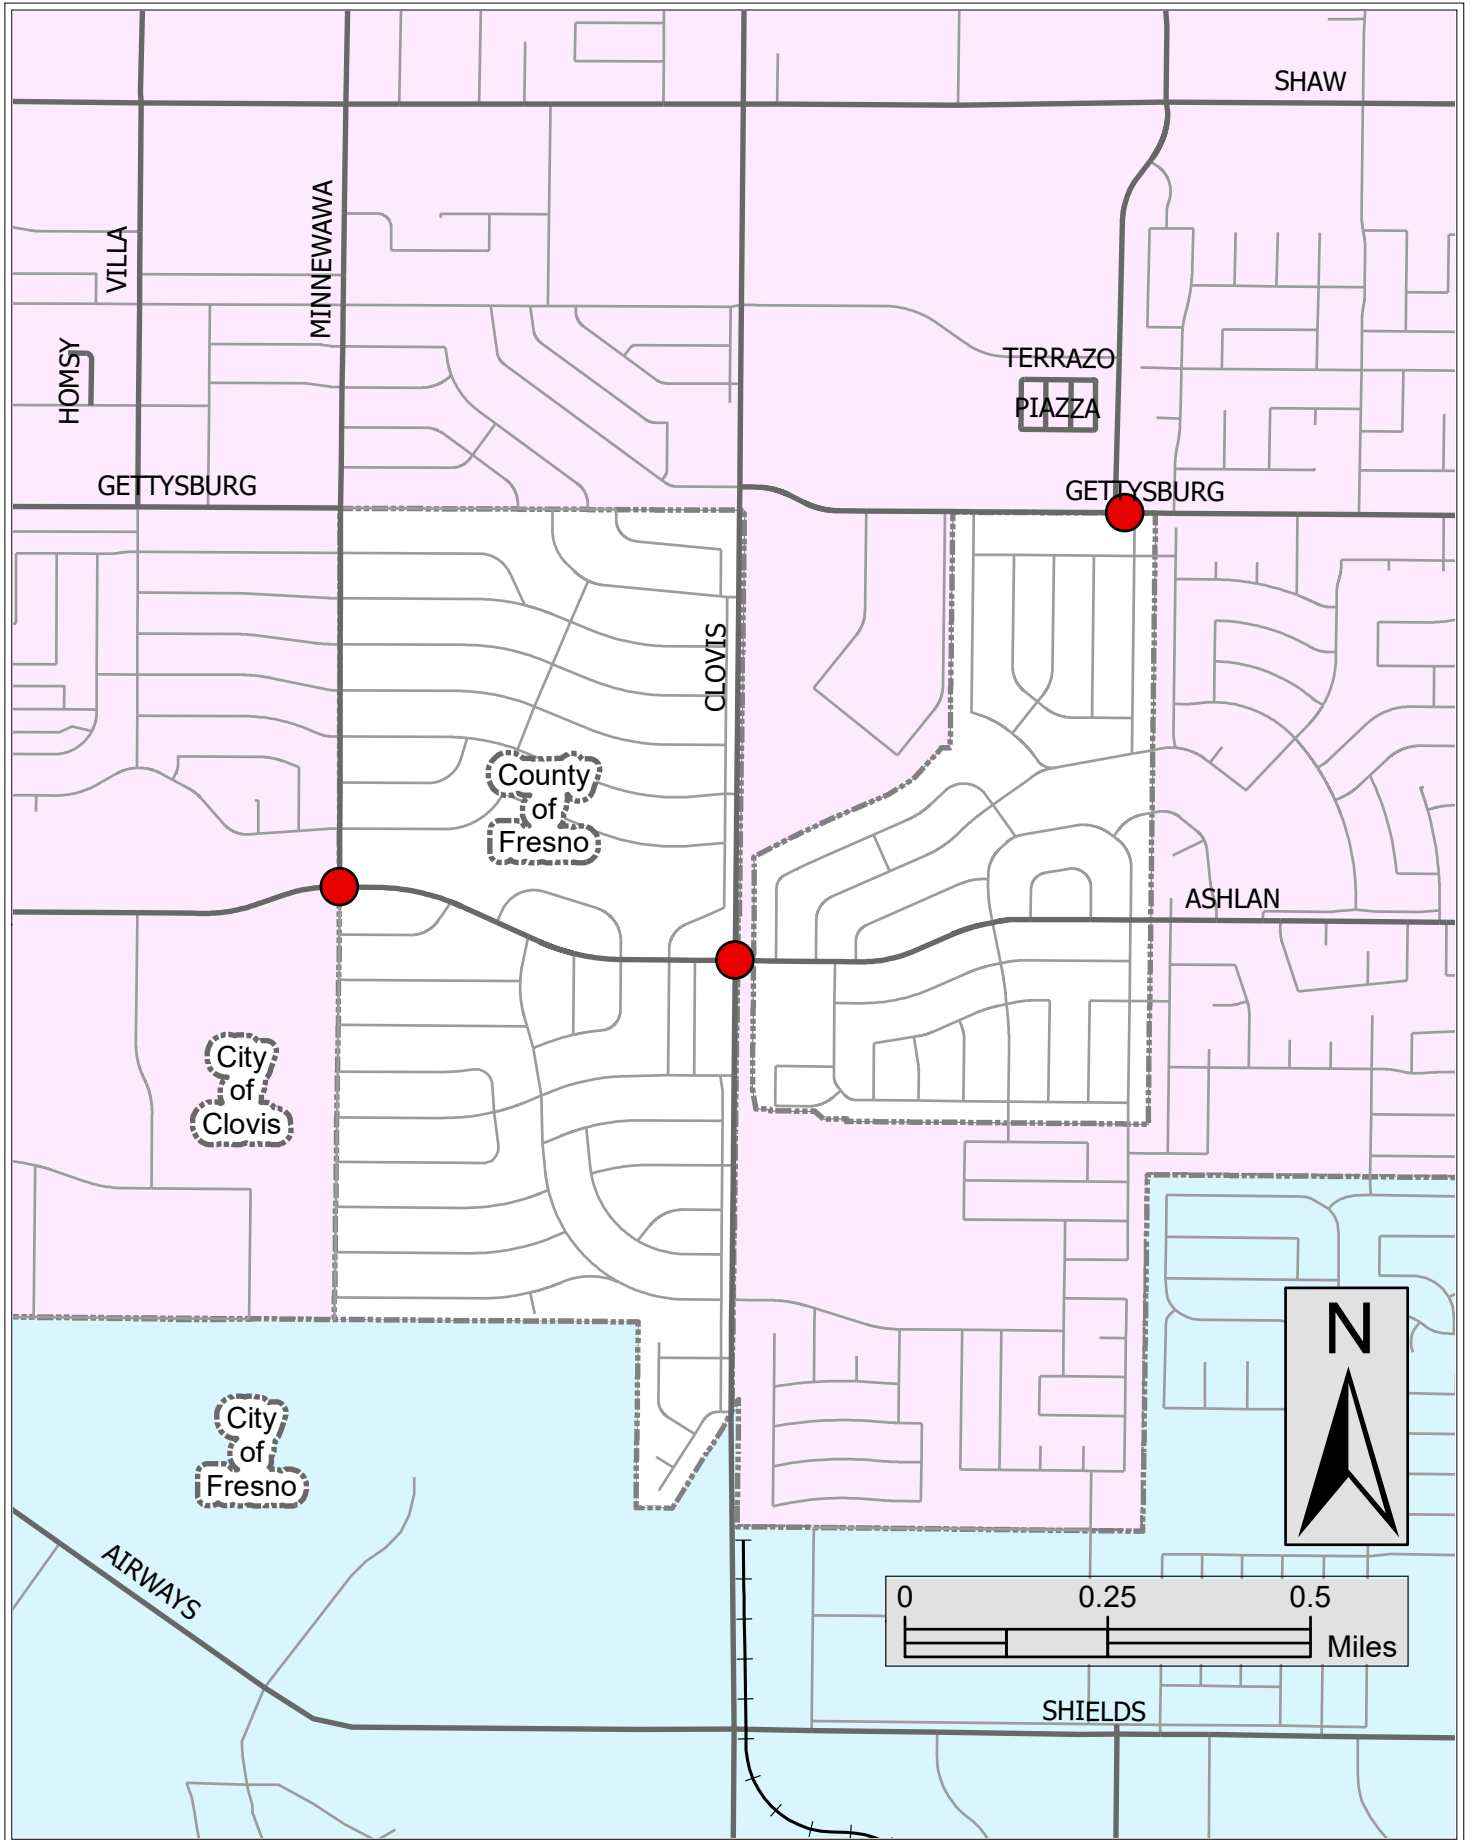 SHAW
MINNEWAWA
VILLA
HOMSY
TERRAZO
PIAZZA
GETTYSBURG
GETTYSBURG
CLOVIS
County
of
Fresno
ASHLAN
City
of
Clovis
N
City
of
Fresno
AIRWAYS
0 0.25 0.5
Miles
SHIELDS